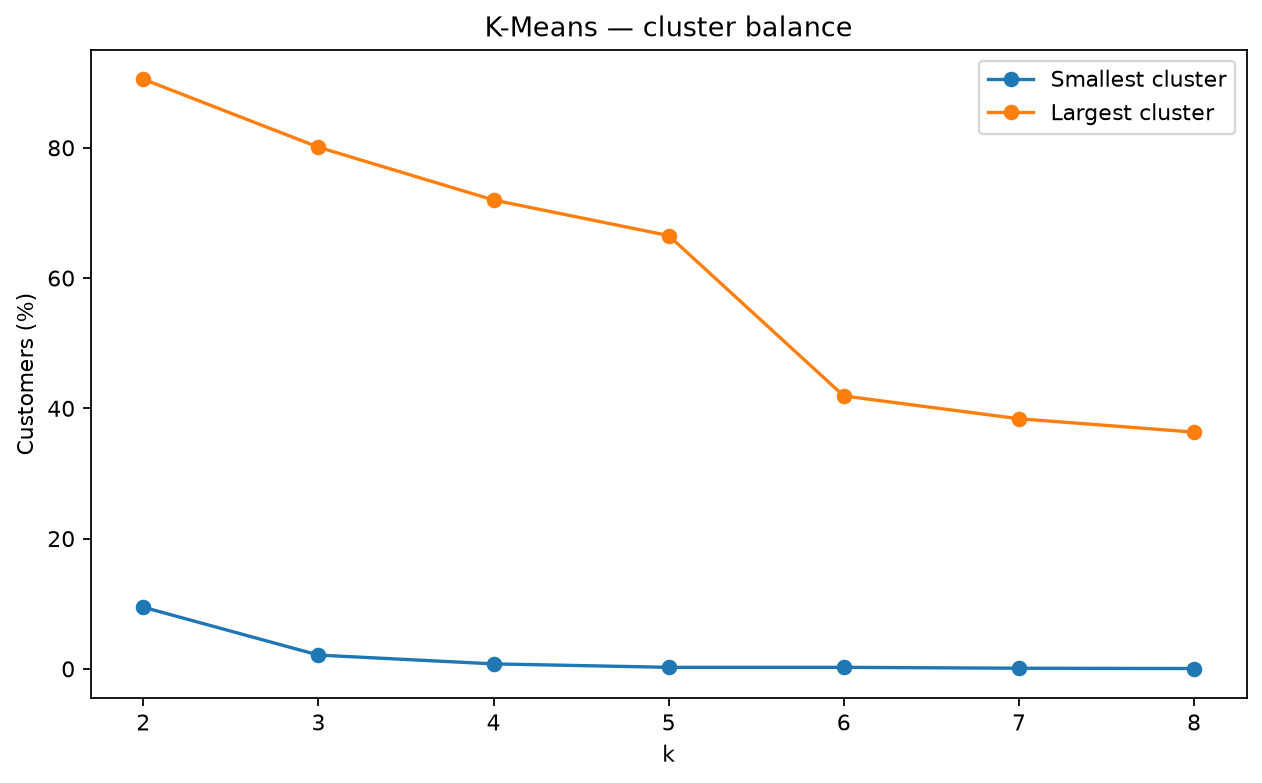 K-Means — cluster balance
Smallest cluster
Largest cluster
Customers (%)
80
60
40
20
0
2 3 4 5 6 7 8
k